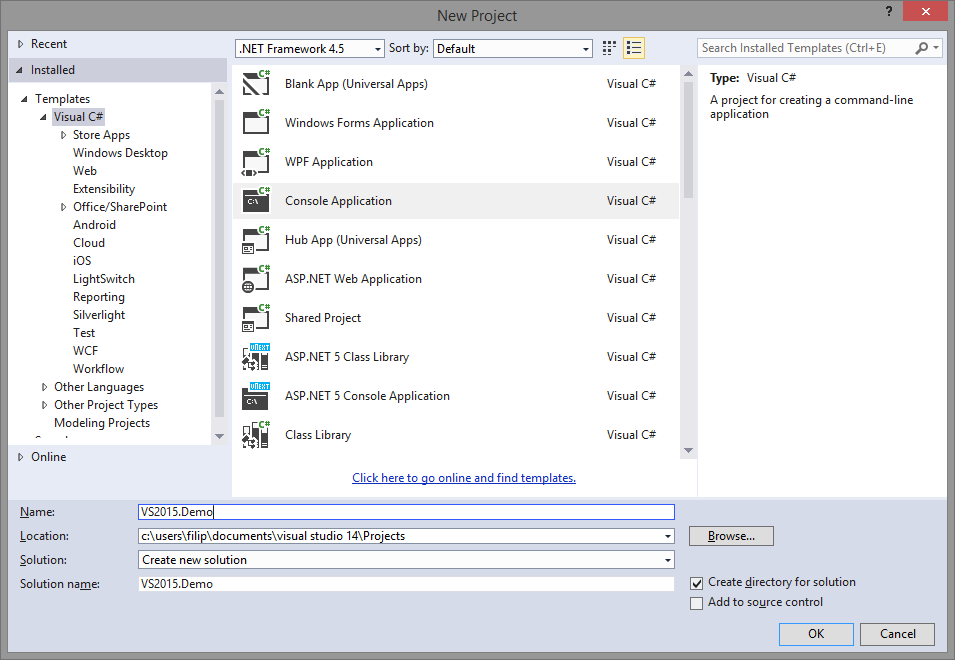 New Project
?
Recent
Installed
.NET Framework 4.5
Sort by:
Default
Search Installed Templates (Ctrl+E)
Templates
Visual C#
Store Apps
Windows Desktop
Web
Extensibility
Office/SharePoint
Android
Cloud
iOS
LightSwitch
Reporting
Silverlight
Test
WCF
Workflow
Other Languages
Other Project Types
Modeling Projects
Online
C#
Blank App (Universal Apps) Visual C#
C#
Windows Forms Application Visual C#
C#
WPF Application Visual C#
C#
C:\
Console Application Visual C#
C#
Hub App (Universal Apps) Visual C#
C#
ASP.NET Web Application Visual C#
C#
Shared Project Visual C#
VNEXT
ASP.NET 5 Class Library Visual C#
VNEXT
C:\
ASP.NET 5 Console Application Visual C#
C#
Class Library Visual C#
Click here to go online and find templates.
Type: Visual C#
A project for creating a command-line
application
Name: VS2015.Demo
Location: c:\users\filip\documents\visual studio 14\Projects
Browse...
Solution: Create new solution
Solution name: VS2015.Demo
Create directory for solution
Add to source control
OK
Cancel